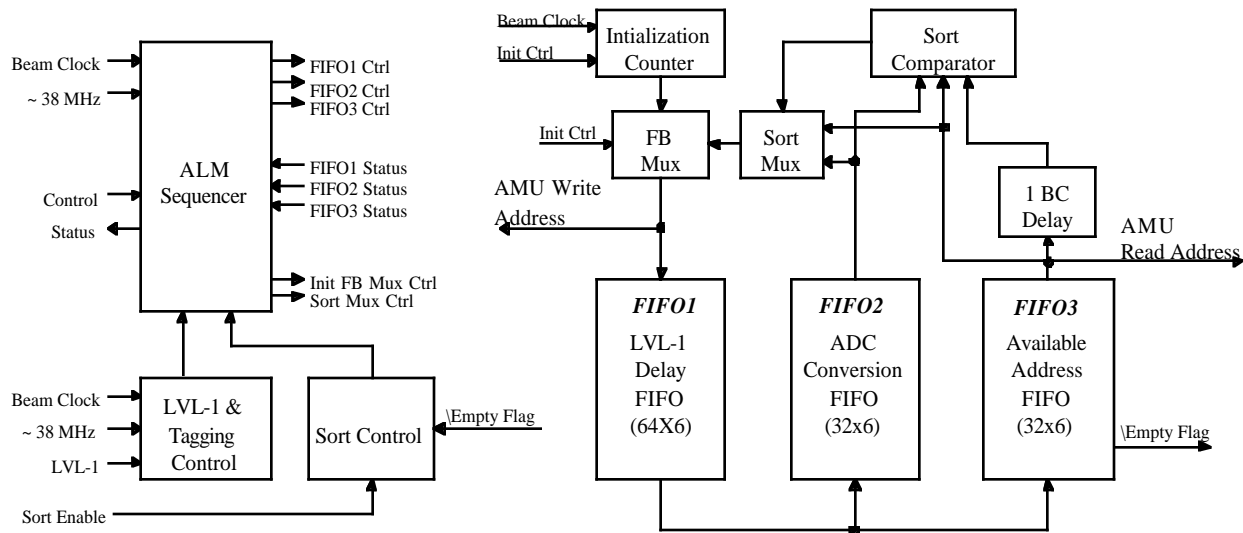 Beam Clock
~ 38 MHz
Control
Status
ALM
Sequencer
FIFO1 Ctrl
FIFO2 Ctrl
FIFO3 Ctrl
FIFO1 Status
FIFO2 Status
FIFO3 Status
Init FB Mux Ctrl
Sort Mux Ctrl
Beam Clock
~ 38 MHz
LVL-1
LVL-1 &
Tagging
Control
Sort Control
\Empty Flag
Sort Enable
Beam Clock
Init Ctrl
Intialization
Counter
Sort
Comparator
Init Ctrl
FB
Mux
Sort
Mux
AMU Write
Address
1 BC
Delay
AMU
Read Address
FIFO1
LVL-1
Delay
FIFO
(64X6)
FIFO2
ADC
Conversion
FIFO
(32x6)
FIFO3
Available
Address
FIFO
(32x6)
\Empty Flag